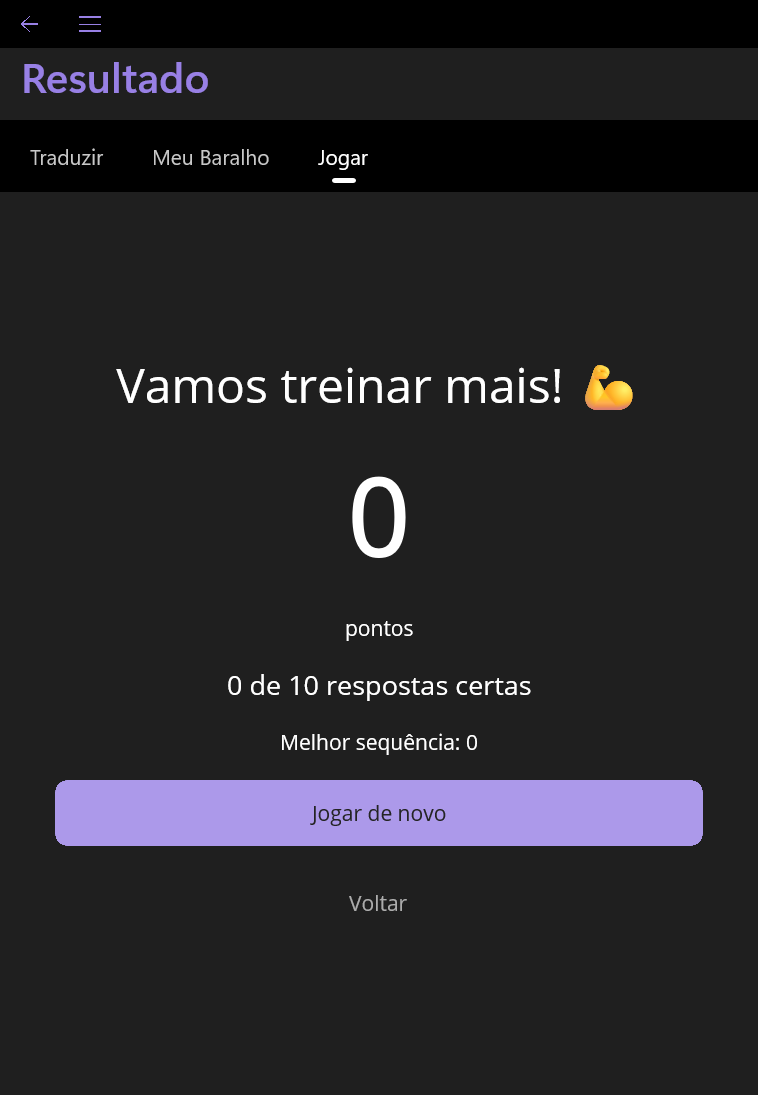 Resultado
Traduzir
Meu Baralho
Jogar
Vamos treinar mais! 💪
0
pontos
0 de 10 respostas certas
Melhor sequência: 0
Jogar de novo
Voltar